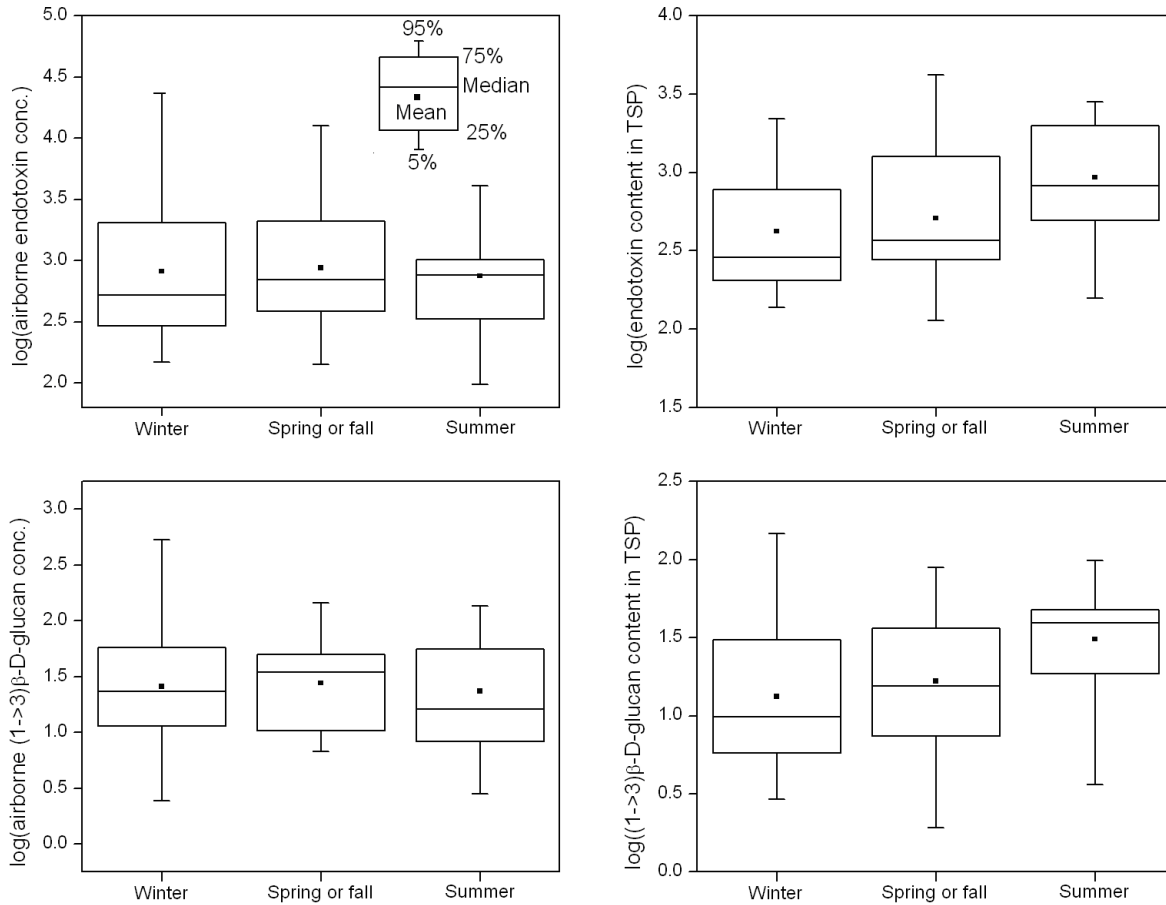 log(airborne endotoxin conc.)
5.0
4.5
4.0
3.5
3.0
2.5
2.0
95%
75%
Median
Mean
25%
5%
Winter
Spring or fall
Summer
log(endotoxin content in TSP)
4.0
3.5
3.0
2.5
2.0
1.5
Winter
Spring or fall
Summer
log(airborne (1->3)β-D-glucan conc.)
3.0
2.5
2.0
1.5
1.0
0.5
0.0
Winter
Spring or fall
Summer
log((1->3)β-D-glucan content in TSP)
2.5
2.0
1.5
1.0
0.5
0.0
Winter
Spring or fall
Summer